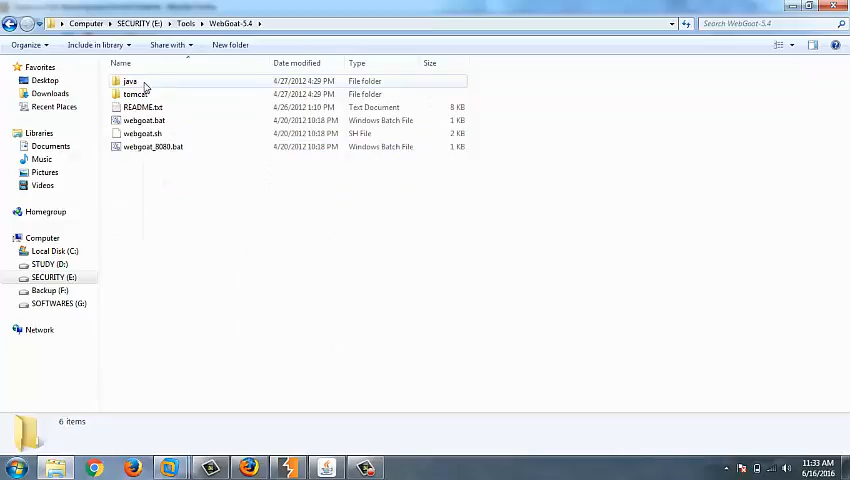 Computer ▸ SECURITY (E:) ▸ Tools ▸ WebGoat-5.4 ▸
Search WebGoat-5.4
Organize Include in library Share with New folder
Name Date modified Type Size
Favorites
Desktop
Downloads
Recent Places
Libraries
Documents
Music
Pictures
Videos
Homegroup
Computer
Local Disk (C:)
STUDY (D:)
SECURITY (E:)
Backup (F:)
SOFTWARES (G:)
Network
java 4/27/2012 4:29 PM File folder
tomcat 4/27/2012 4:29 PM File folder
README.txt 4/26/2012 1:10 PM Text Document 8 KB
webgoat.bat 4/20/2012 10:18 PM Windows Batch File 1 KB
webgoat.sh 4/20/2012 10:18 PM SH File 2 KB
webgoat_8080.bat 4/20/2012 10:18 PM Windows Batch File 1 KB
6 items
11:33 AM
6/16/2016